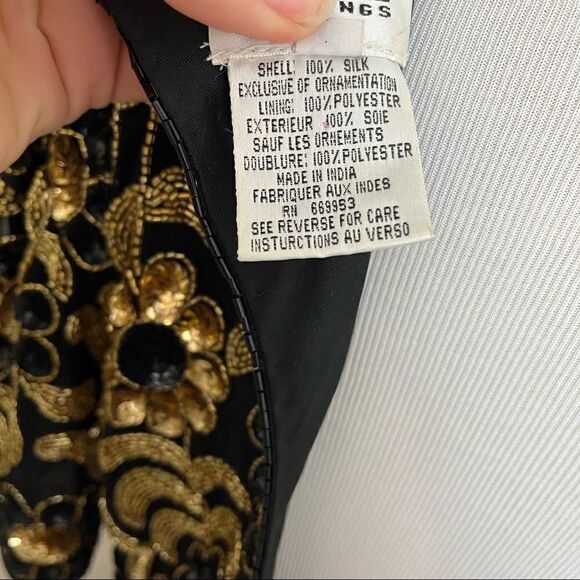 NGS
SHELL: 100% SILK
EXCLUSIVE OF ORNAMENTATION
LINING: 100% POLYESTER
EXTERIEUR 100% SOIE
SAUF LES ORNEMENTS
DOUBLURE: 100% POLYESTER
MADE IN INDIA
FABRIQUER AUX INDES
RN 669953
SEE REVERSE FOR CARE
INSTURCTIONS AU VERSO